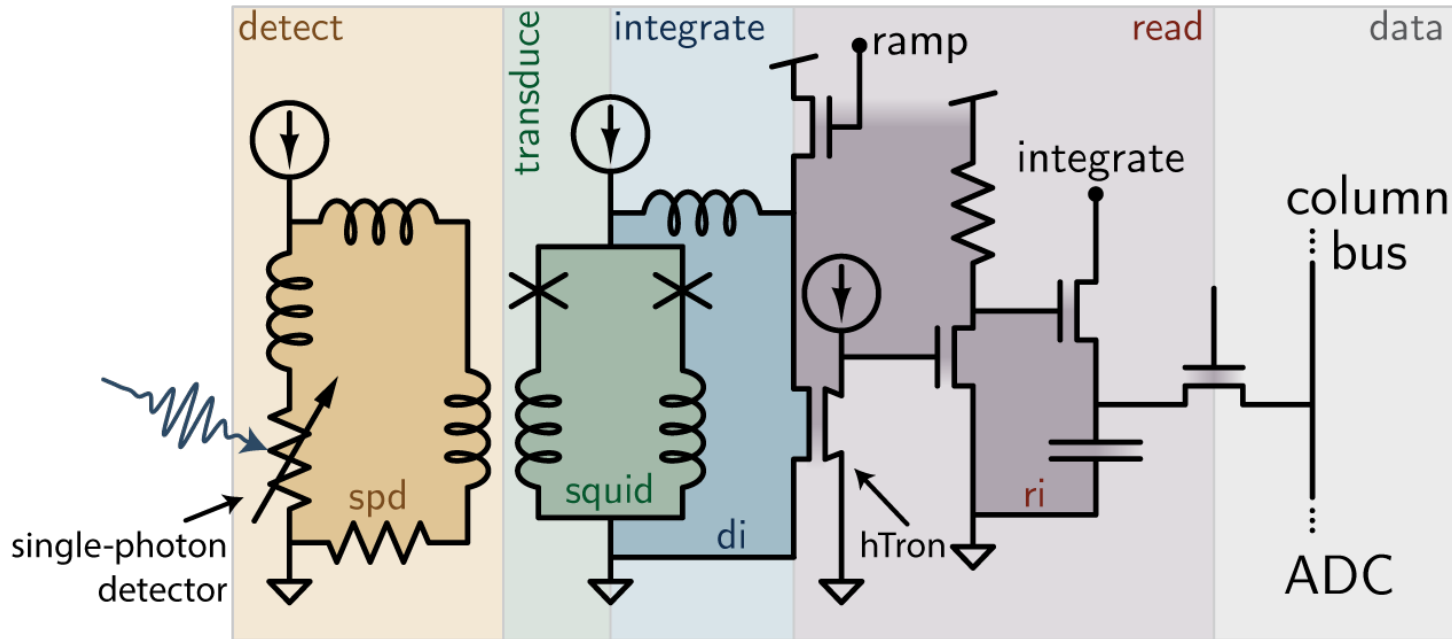 detect
transduce
integrate
read
data
ramp
integrate
column
bus
spd
squid
di
ri
single-photon
detector
hTron
ADC